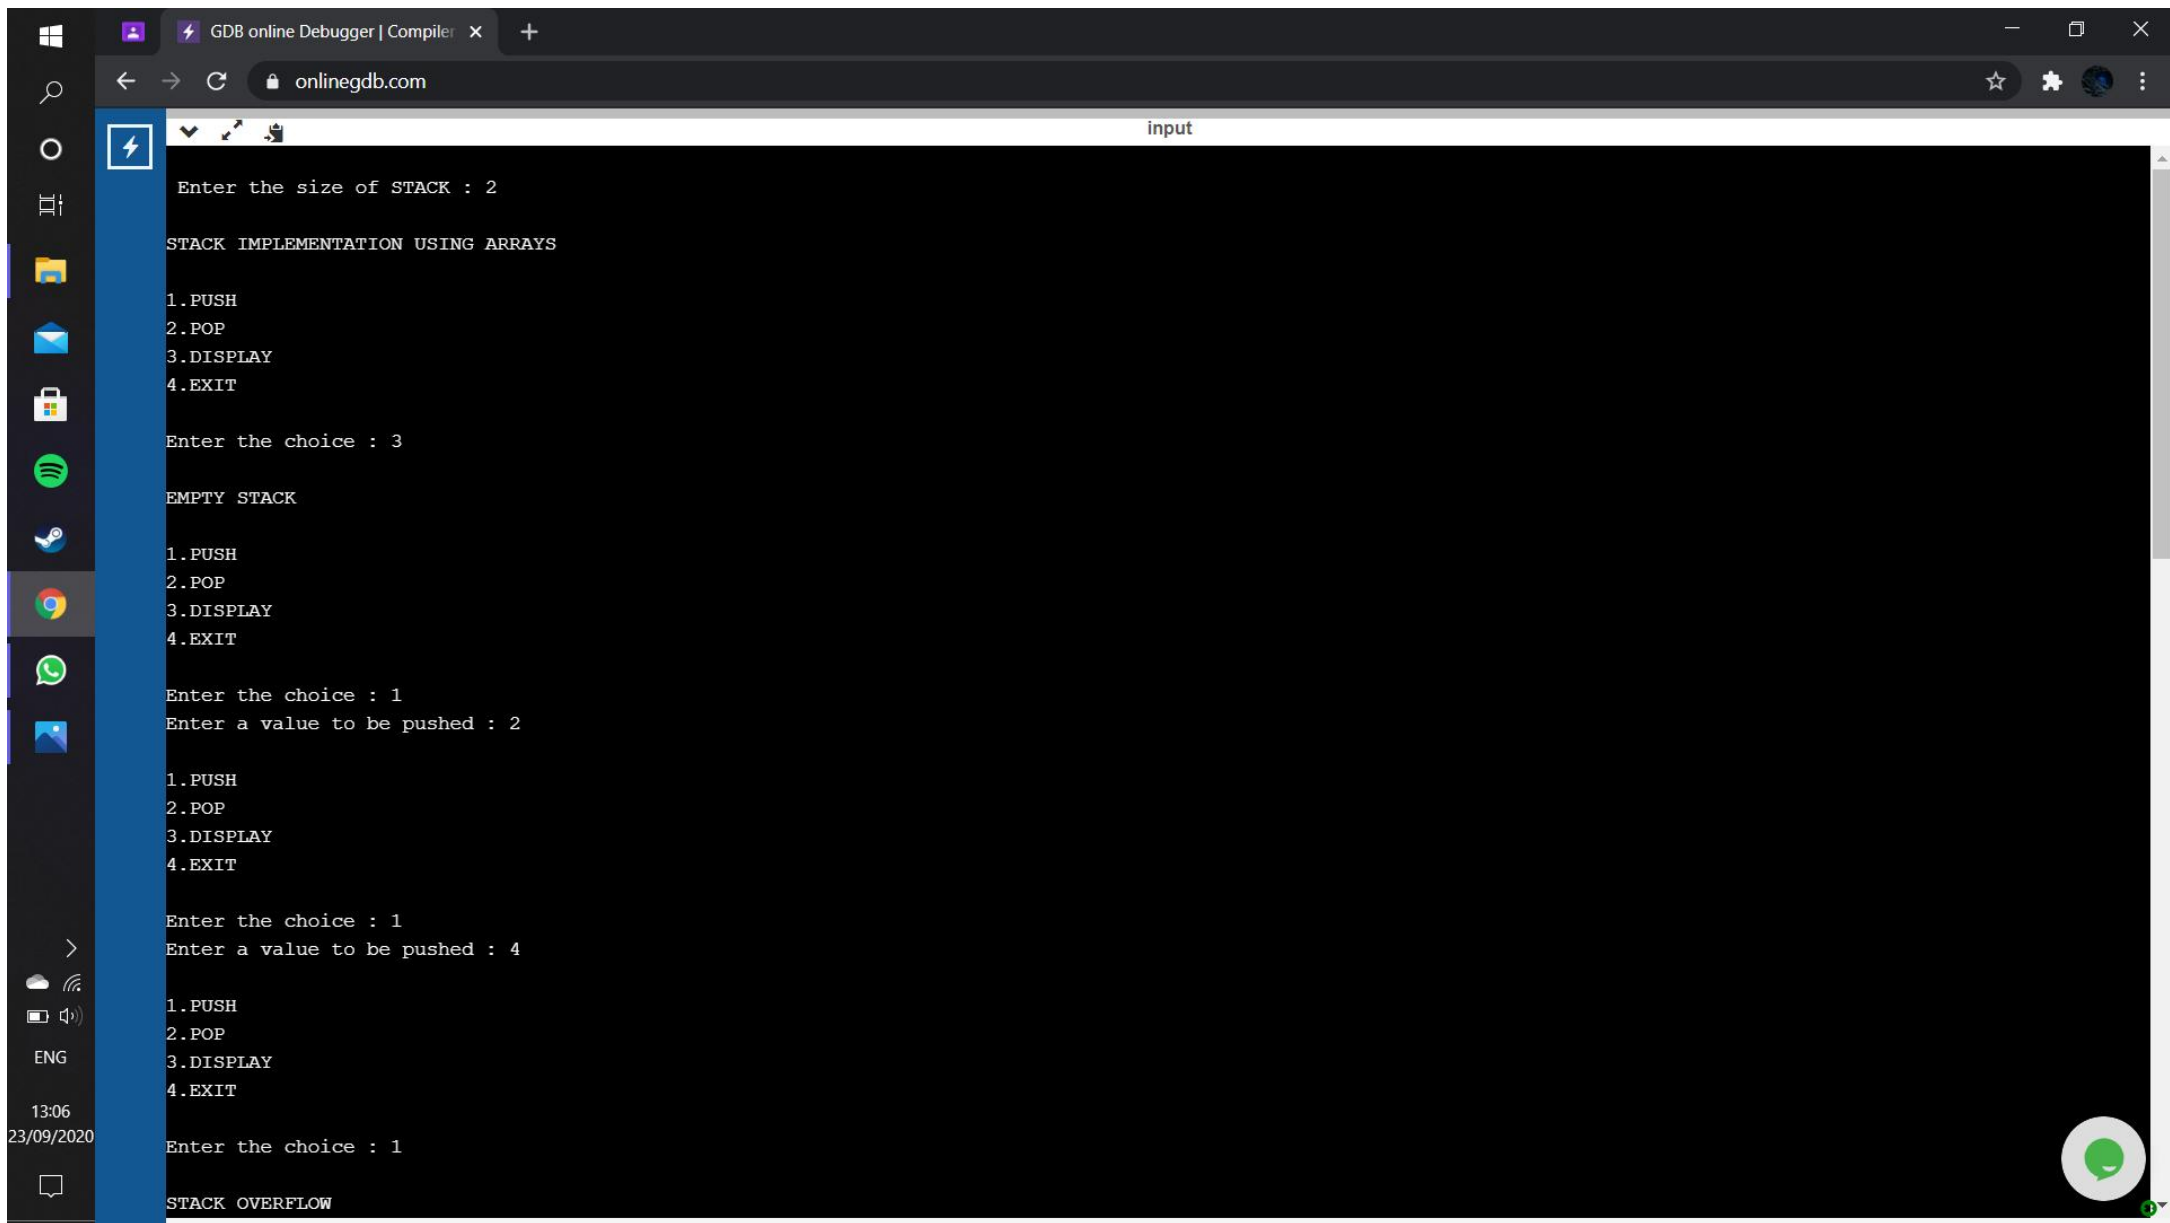 GDB online Debugger | Compiler
onlinegdb.com
input
Enter the size of STACK : 2
STACK IMPLEMENTATION USING ARRAYS
1.PUSH
2.POP
3.DISPLAY
4.EXIT
Enter the choice : 3
EMPTY STACK
1.PUSH
2.POP
3.DISPLAY
4.EXIT
Enter the choice : 1
Enter a value to be pushed : 2
1.PUSH
2.POP
3.DISPLAY
4.EXIT
Enter the choice : 1
Enter a value to be pushed : 4
1.PUSH
2.POP
3.DISPLAY
4.EXIT
Enter the choice : 1
STACK OVERFLOW
ENG
13:06
23/09/2020